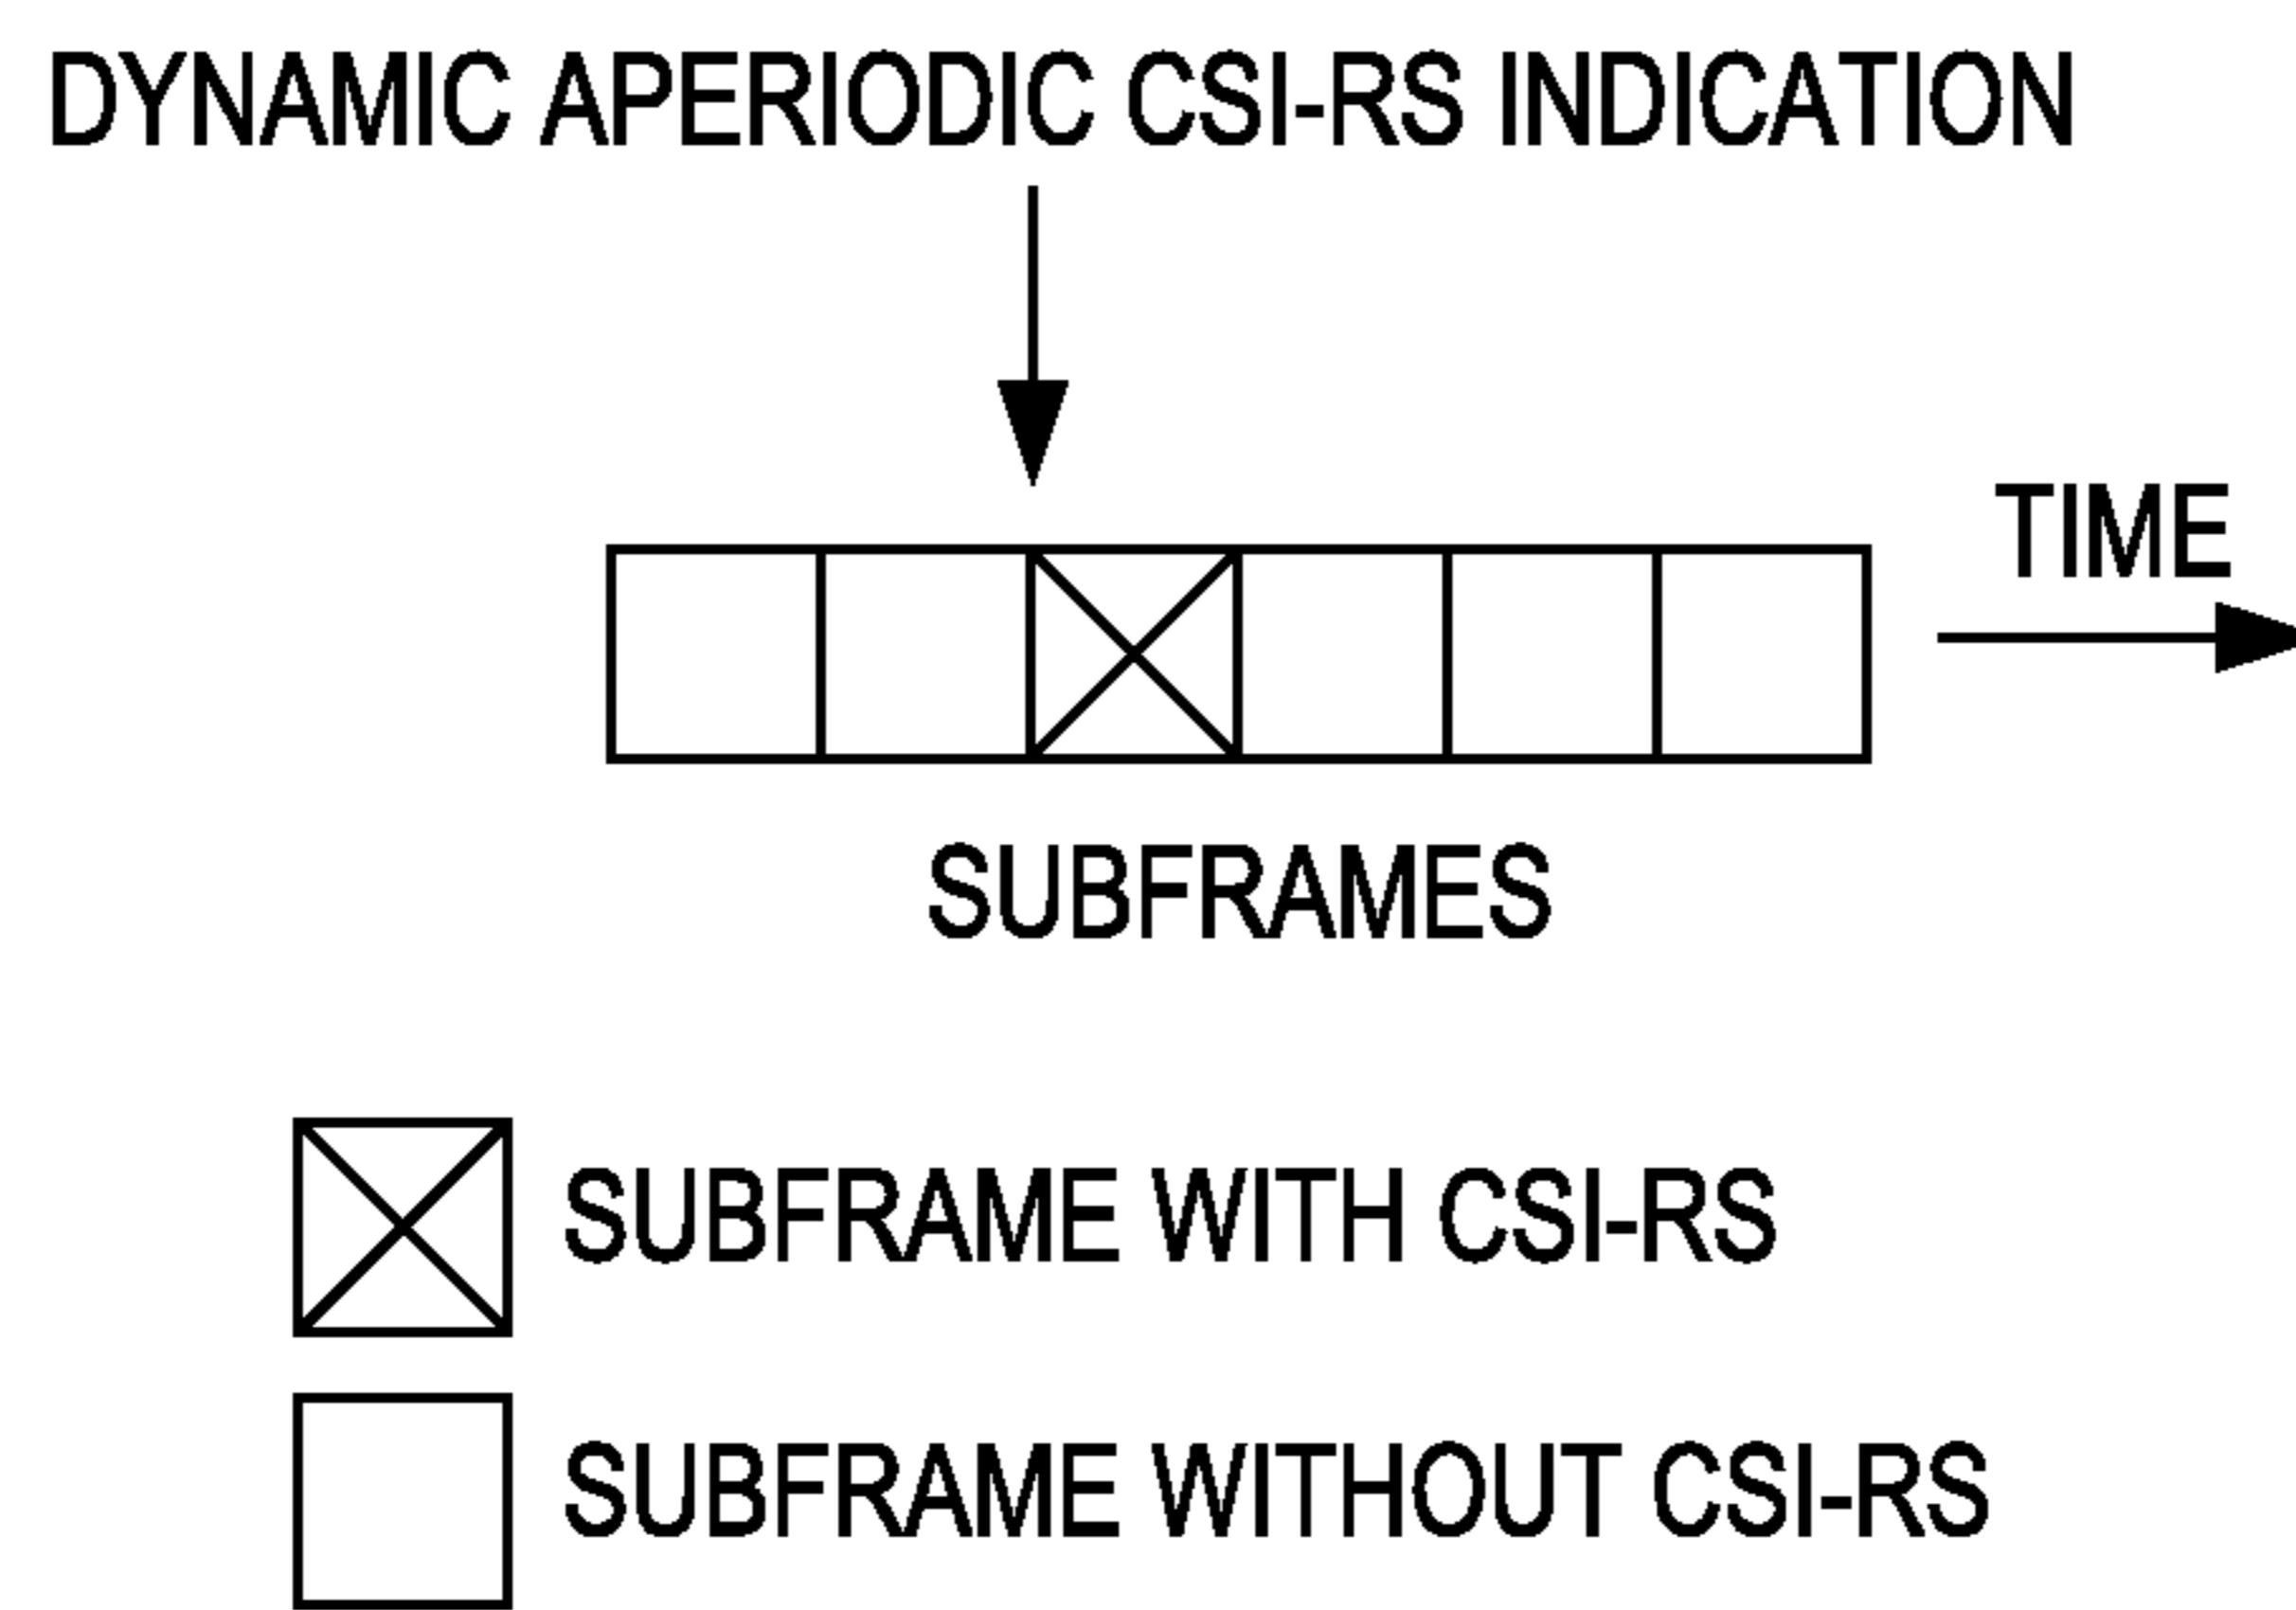 DYNAMIC APERIODIC CSI-RS INDICATION
TIME
SUBFRAMES
SUBFRAME WITH CSI-RS
SUBFRAME WITHOUT CSI-RS